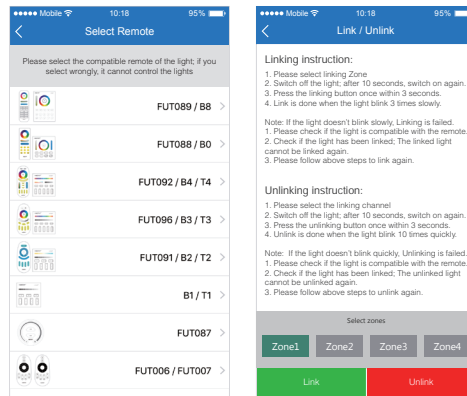 Mobile 10:18 95%
Select Remote
Please select the compatible remote of the light; if you
select wrongly, it cannot control the lights
FUT089 / B8
FUT088 / B0
FUT092 / B4 / T4
FUT096 / B3 / T3
FUT091 / B2 / T2
B1 / T1
FUT087
FUT006 / FUT007
Mobile 10:18 95%
Link / Unlink
Linking instruction:
1. Please select linking Zone
2. Switch off the light; after 10 seconds, switch on again.
3. Press the linking button once within 3 seconds.
4. Link is done when the light blink 3 times slowly.
Note: If the light doesn't blink slowly, Linking is failed.
1. Please check if the light is compatible with the remote.
2. Check if the light has been linked; The linked light
cannot be linked again.
3. Please follow above steps to link again.
Unlinking instruction:
1. Please select the linking channel
2. Switch off the light; after 10 seconds, switch on again.
3. Press the unlinking button once within 3 seconds.
4. Unlink is done when the light blink 10 times quickly.
Note: If the light doesn't blink quickly, Unlinking is failed.
1. Please check if the light is compatible with the remote.
2. Check if the light has been linked; The unlinked light
cannot be unlinked again.
3. Please follow above steps to unlink again.
Select zones
Zone1 Zone2 Zone3 Zone4
Link Unlink